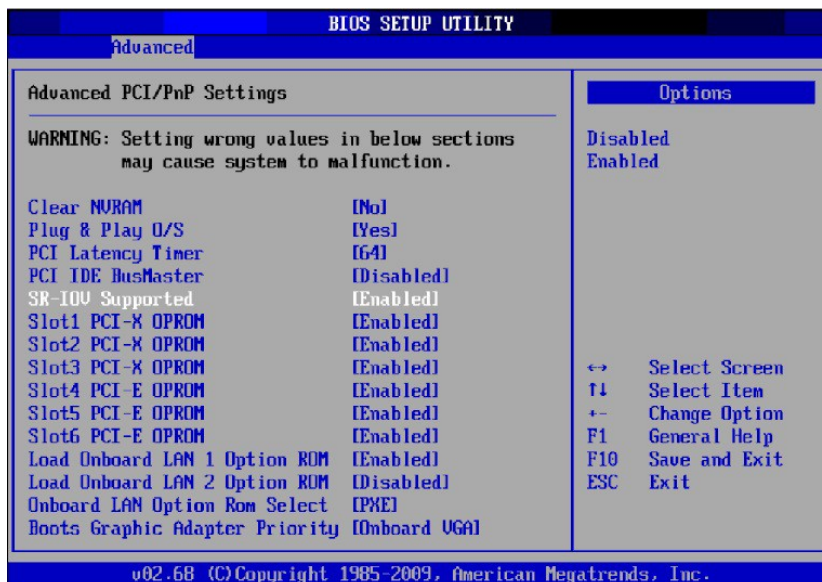 BIOS SETUP UTILITY
Advanced
Advanced PCI/PnP Settings
WARNING: Setting wrong values in below sections
may cause system to malfunction.
Clear NVRAM [No]
Plug & Play O/S [Yes]
PCI Latency Timer [64]
PCI IDE BusMaster [Disabled]
SR-IOV Supported [Enabled]
Slot1 PCI-X OPROM [Enabled]
Slot2 PCI-X OPROM [Enabled]
Slot3 PCI-X OPROM [Enabled]
Slot4 PCI-E OPROM [Enabled]
Slot5 PCI-E OPROM [Enabled]
Slot6 PCI-E OPROM [Enabled]
Load Onboard LAN 1 Option ROM [Enabled]
Load Onboard LAN 2 Option ROM [Disabled]
Onboard LAN Option Rom Select [PXE]
Boots Graphic Adapter Priority [Onboard VGA]
Options
Disabled
Enabled
↔ Select Screen
↑↓ Select Item
+- Change Option
F1 General Help
F10 Save and Exit
ESC Exit
v02.68 (C)Copyright 1985-2009, American Megatrends, Inc.